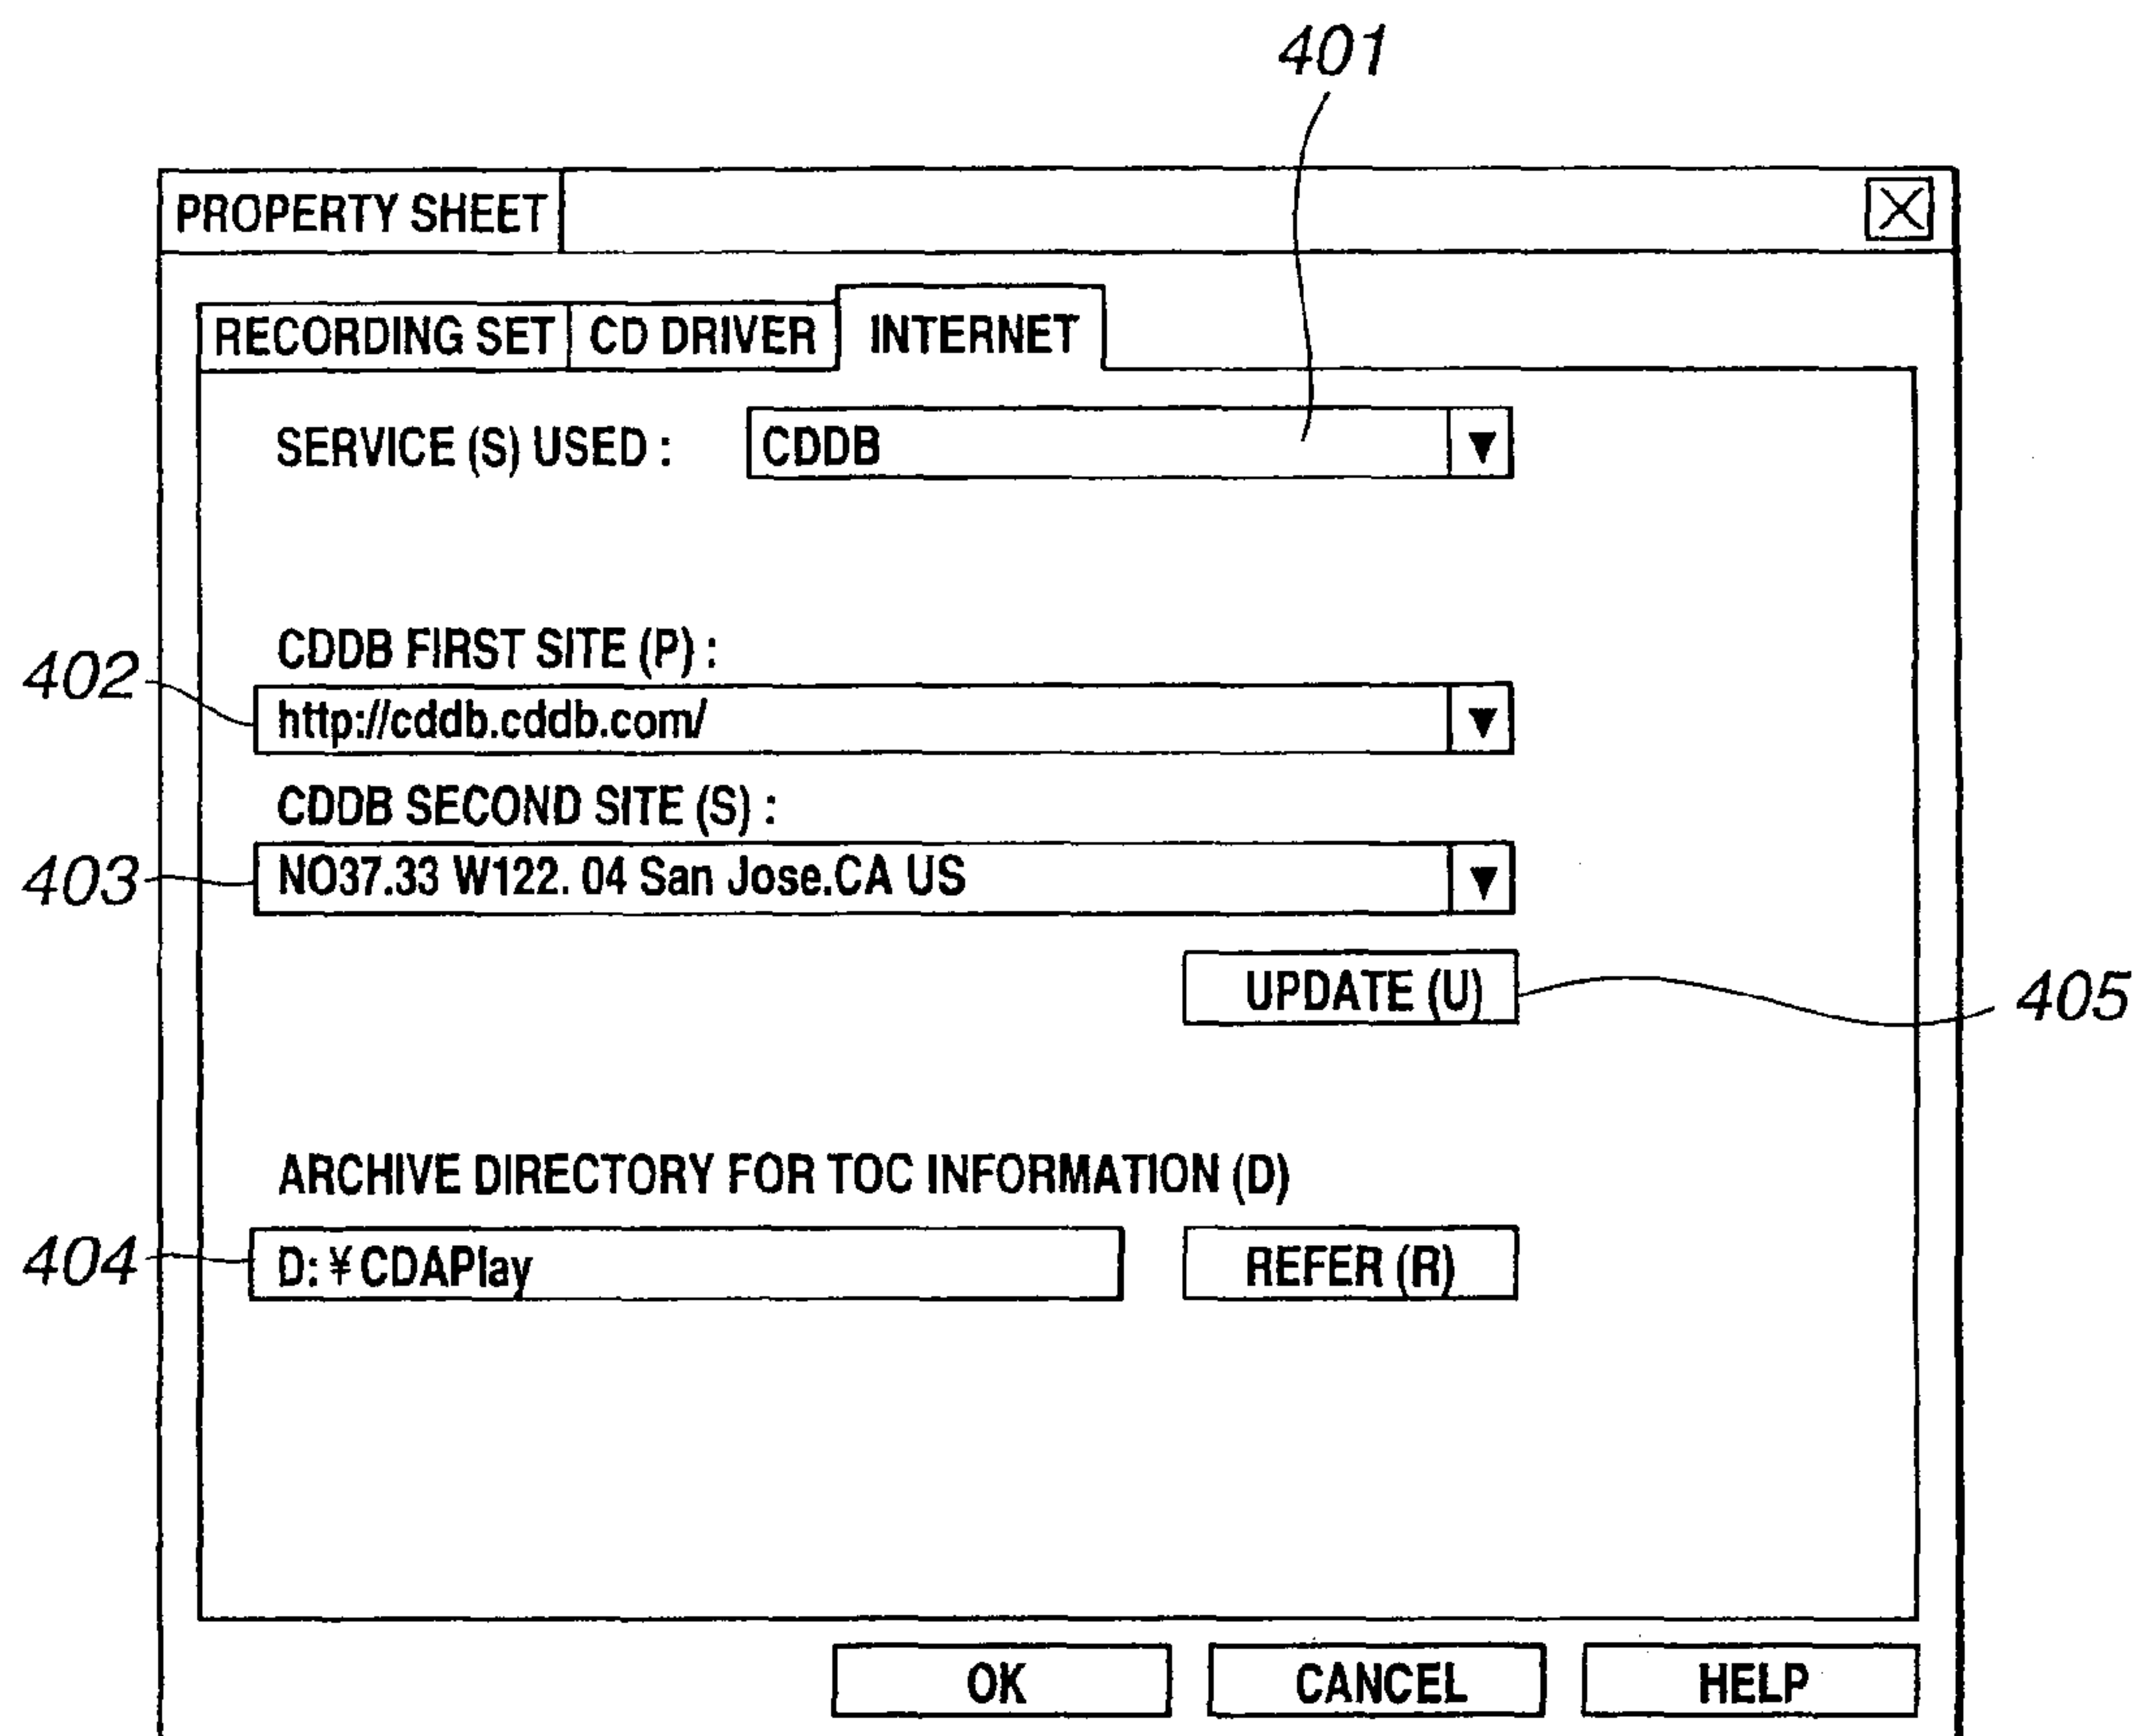 401
PROPERTY SHEET
RECORDING SET CD DRIVER INTERNET
SERVICE (S) USED : CDDB ▼
CDDB FIRST SITE (P) :
402 http://cddb.cddb.com/ ▼
CDDB SECOND SITE (S) :
403 NO37.33 W122. 04 San Jose.CA US ▼
UPDATE (U) 405
ARCHIVE DIRECTORY FOR TOC INFORMATION (D)
404 D: ¥ CDAPlay REFER (R)
OK CANCEL HELP